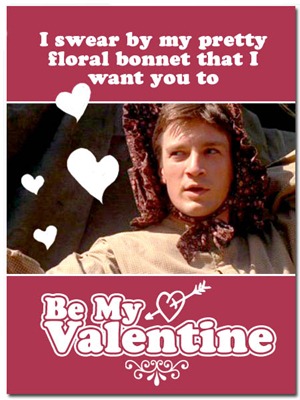 I swear by my pretty
floral bonnet that I
want you to
Be My
Valentine